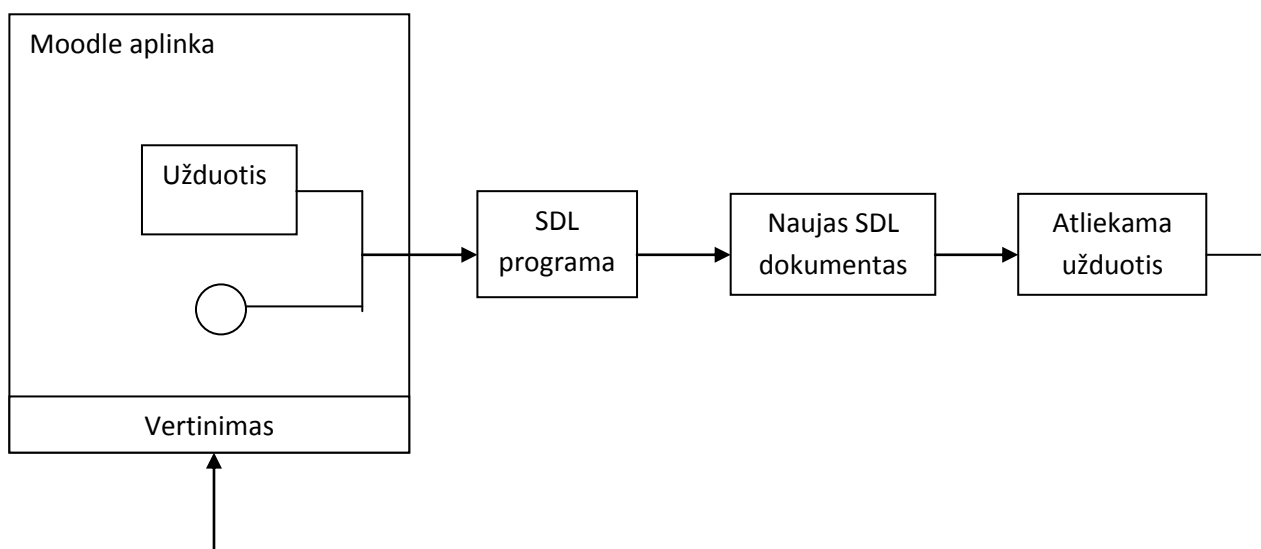 Moodle aplinka
Užduotis
SDL
programa
Naujas SDL
dokumentas
Atliekama
užduotis
Vertinimas